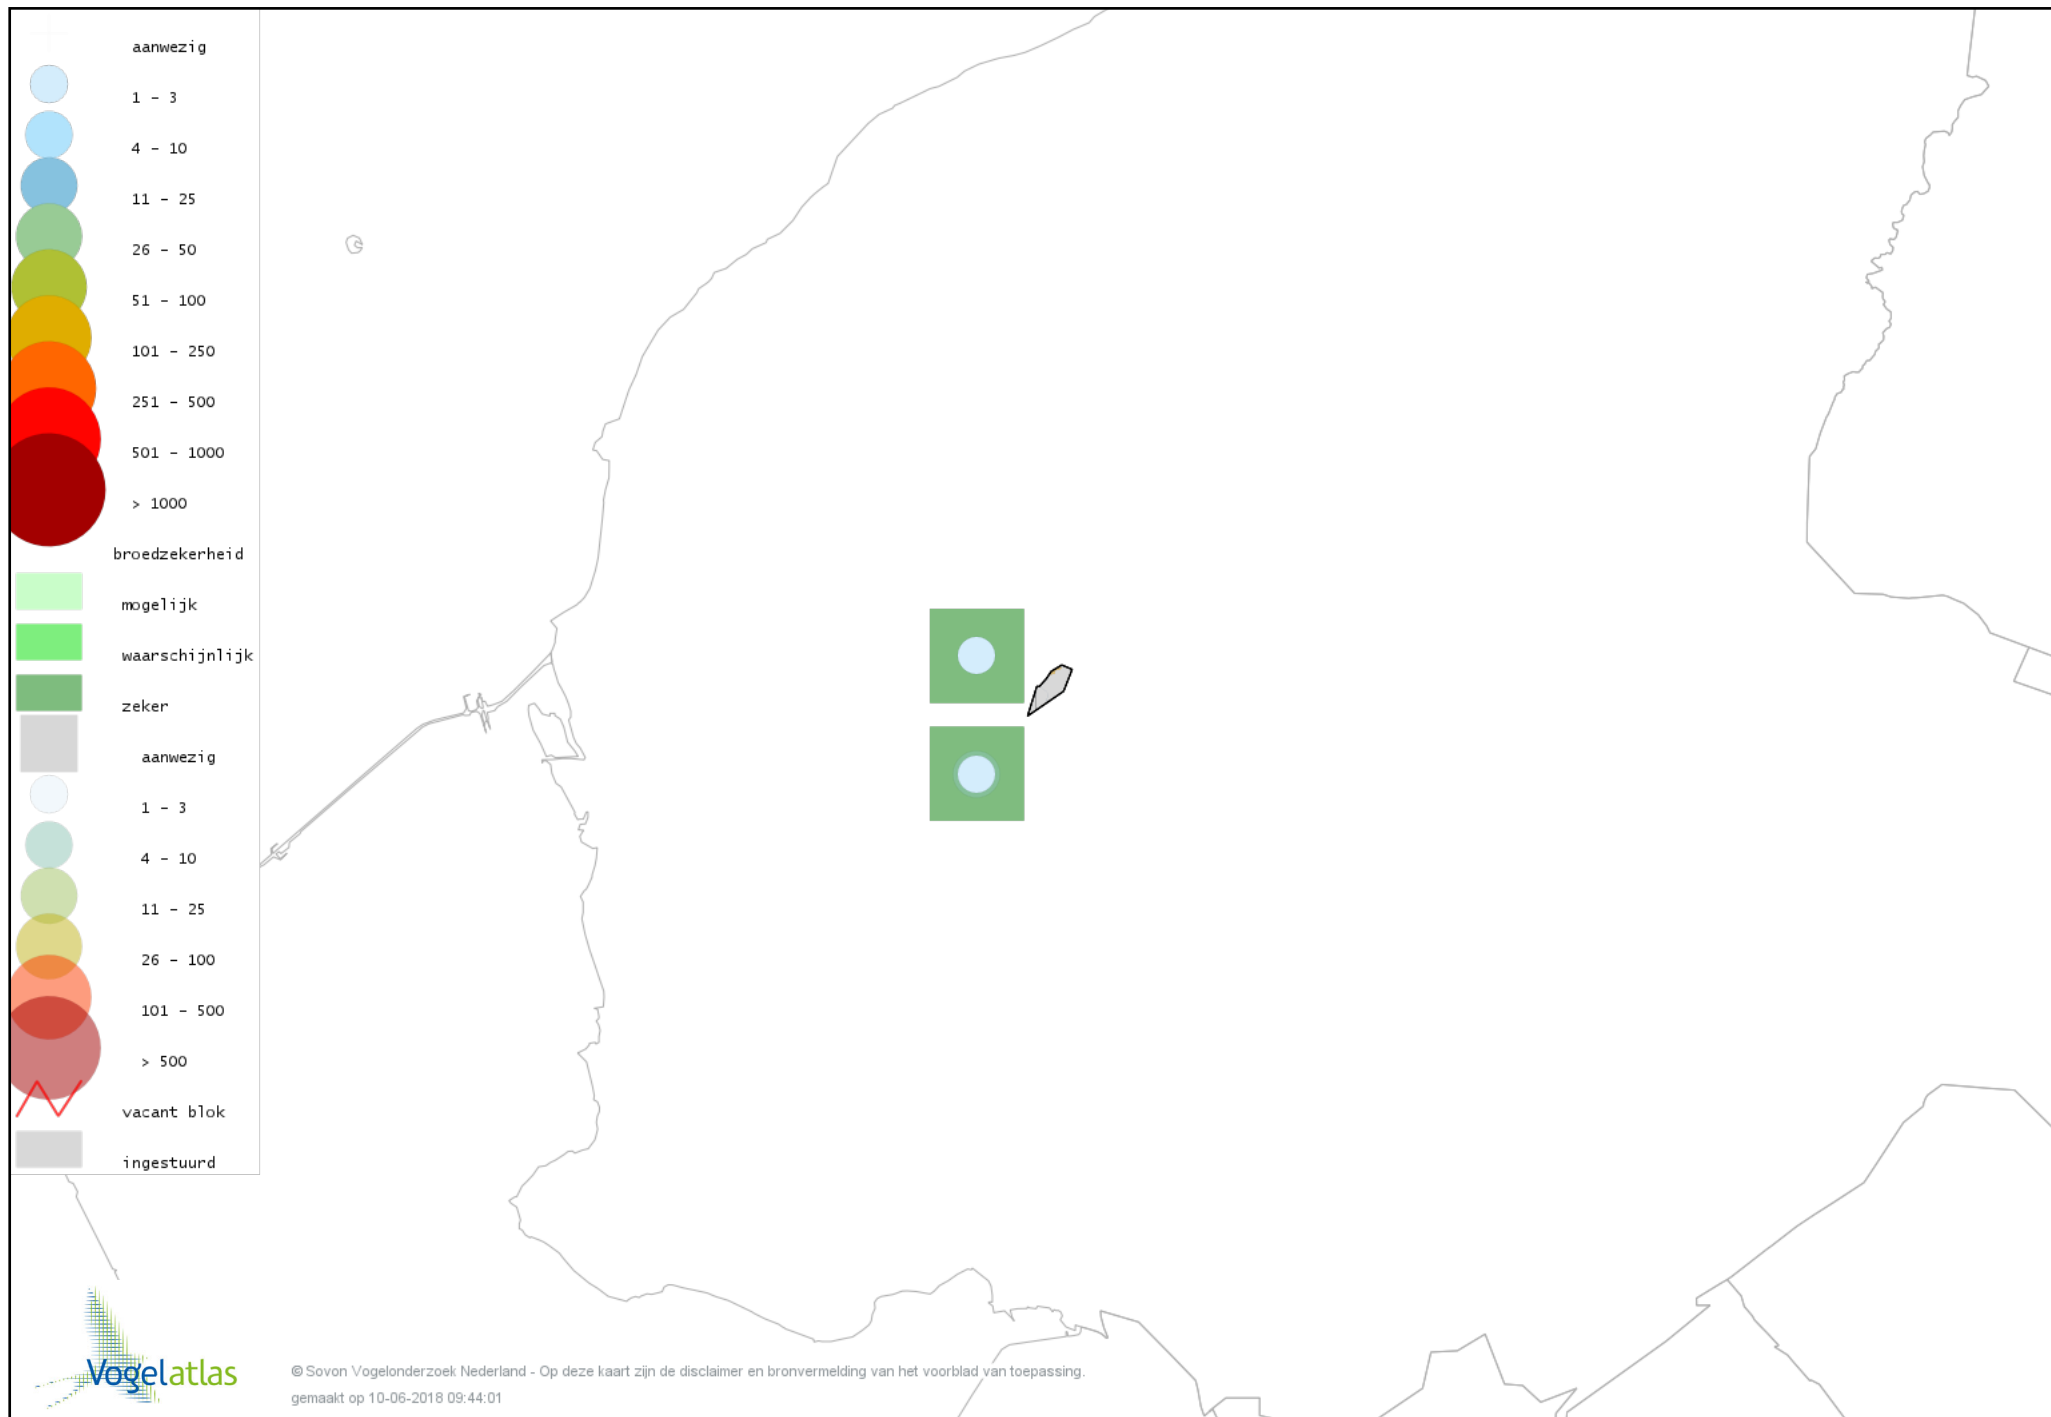 aanwezig
1 - 3
4 - 10
11 - 25
26 - 50
51 - 100
101 - 250
251 - 500
501 - 1000
> 1000
broedzekerheid
mogelijk
waarschijnlijk
zeker
aanwezig
1 - 3
4 - 10
11 - 25
26 - 100
101 - 500
> 500
vacant blok
ingestuurd
Vogelatlas
© Sovon Vogelonderzoek Nederland - Op deze kaart zijn de disclaimer en bronvermelding van het voorblad van toepassing.
gemaakt op 10-06-2018 09:44:01